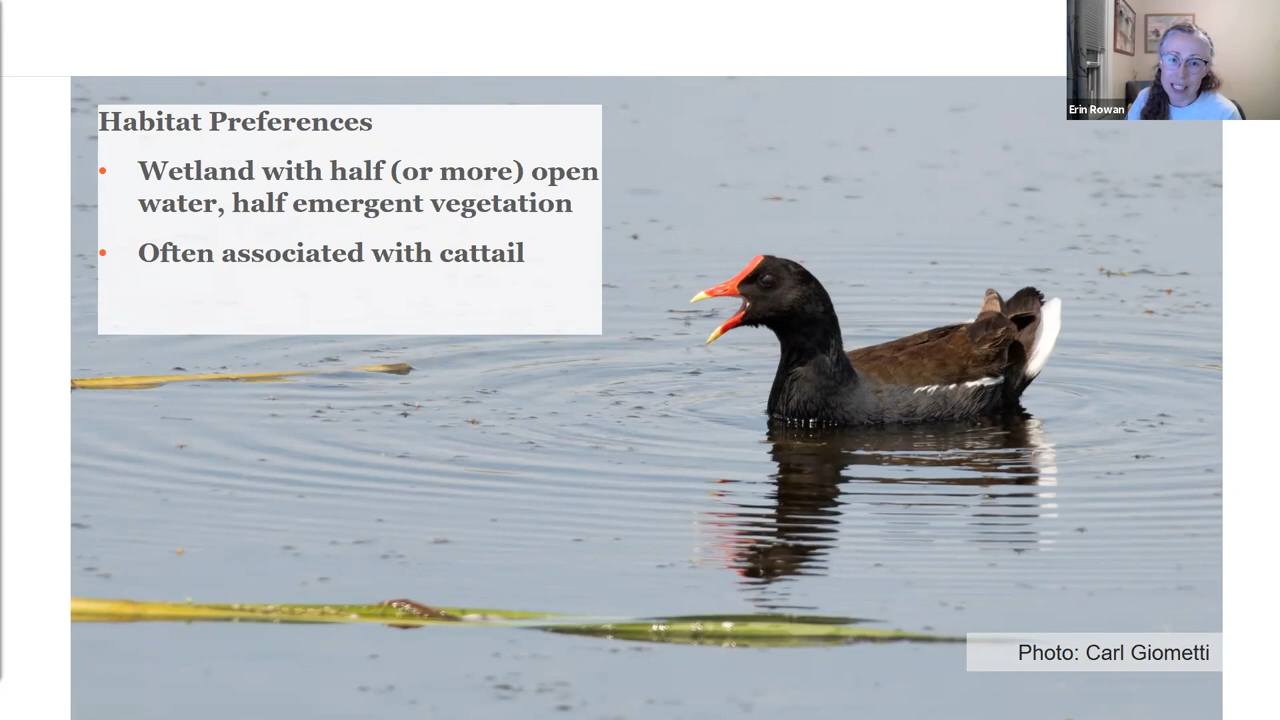 Erin Rowan
Habitat Preferences
• Wetland with half (or more) open
water, half emergent vegetation
• Often associated with cattail
Photo: Carl Giometti